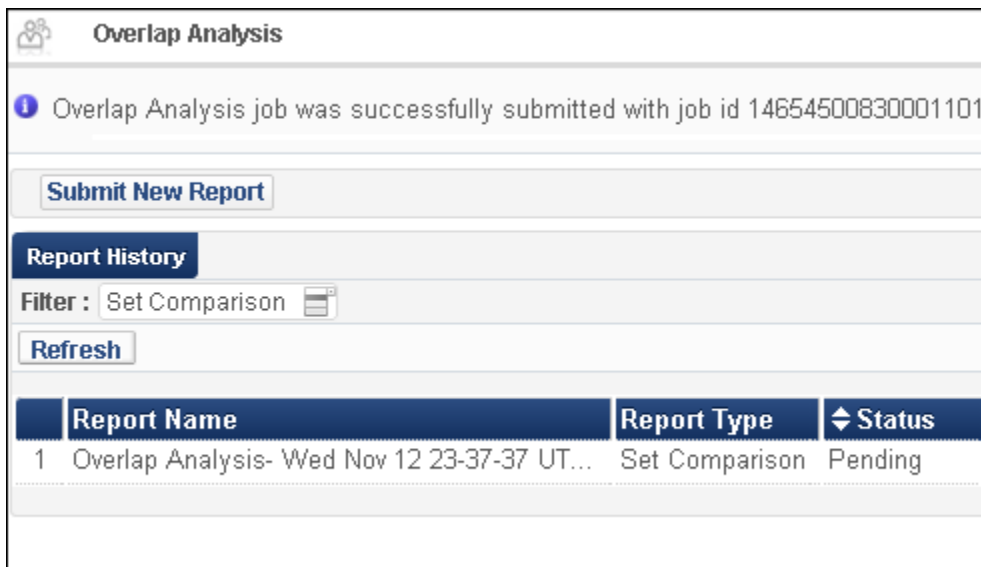 Overlap Analysis
Overlap Analysis job was successfully submitted with job id 14654500830001101
Submit New Report
Report History
Filter : Set Comparison
Refresh
Report Name Report Type Status
1 Overlap Analysis- Wed Nov 12 23-37-37 UT... Set Comparison Pending